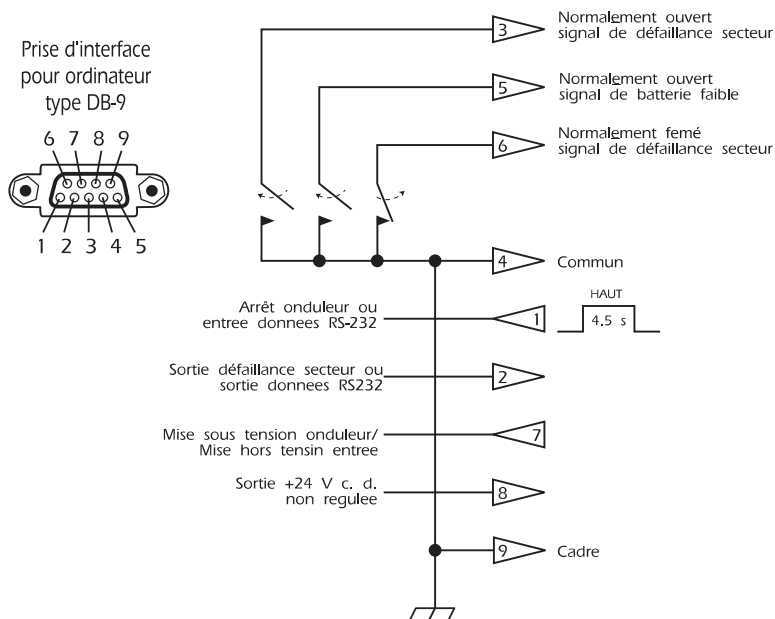 Prise d'interface
pour ordinateur
type DB-9
6 7 8 9
1 2 3 4 5
3
Normalement ouvert
signal de défaillance secteur
5
Normalement ouvert
signal de batterie faible
6
Normalement femé
signal de défaillance secteur
4
Commun
Arrêt onduleur ou
entree donnees RS-232
1
HAUT
4.5 s
Sortie défaillance secteur ou
sortie donnees RS232
2
Mise sous tension onduleur/
Mise hors tensin entree
7
Sortie +24 V c. d.
non regulee
8
9
Cadre